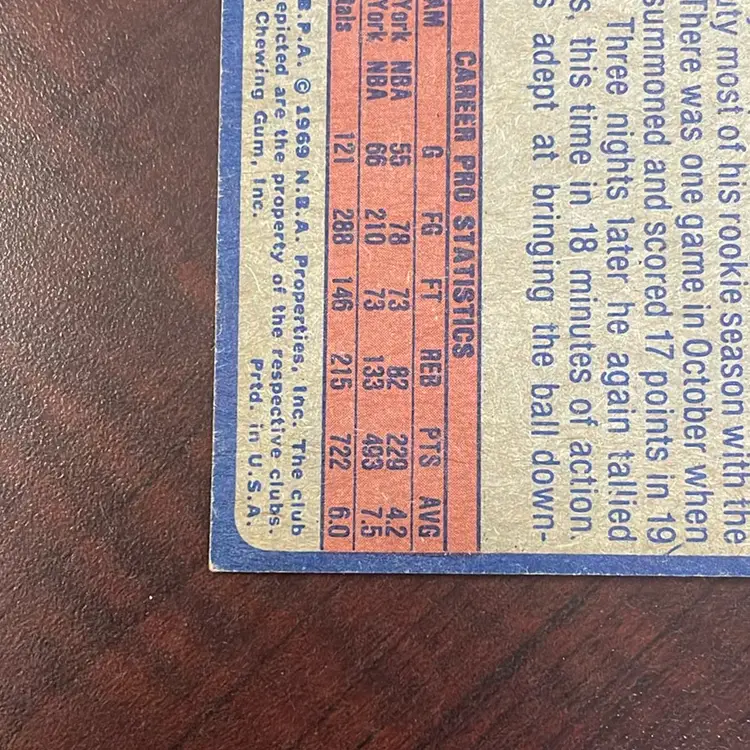 uty most of his rookie season with the
There was one game in October when
summoned and scored 17 points in 19
Three nights later he again tallied
s, this time in 18 minutes of action.
s adept at bringing the ball down-
CAREER PRO STATISTICS
AM G FG FT REB PTS AVG
York NBA 55 78 73 82 229 4.2
York NBA 66 210 73 133 493 7.5
als 121 288 146 215 722 6.0
.P.A. © 1969 N.B.A. Properties, Inc. The club
epicted are the property of the respective clubs.
Chewing Gum, Inc. Prtd. in U.S.A.